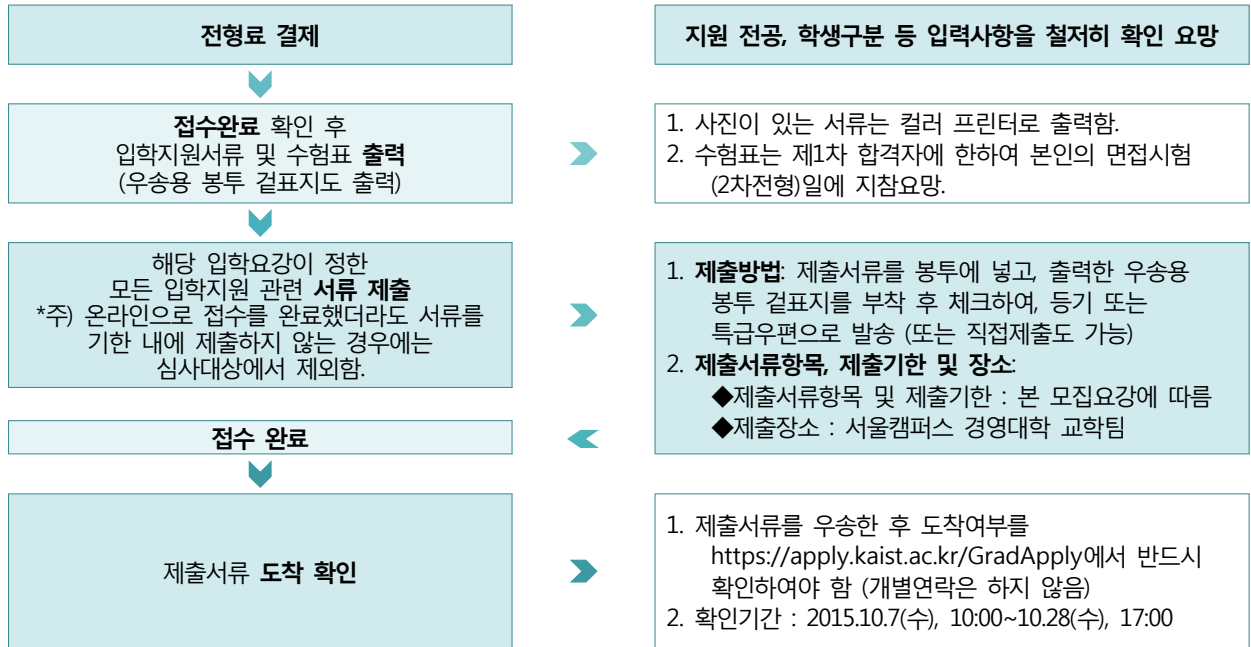 전형료 결제
지원 전공, 학생구분 등 입력사항을 철저히 확인 요망
접수완료 확인 후
입학지원서류 및 수험표 출력
(우송용 봉투 겉표지도 출력)
1. 사진이 있는 서류는 컬러 프린터로 출력함.
2. 수험표는 제1차 합격자에 한하여 본인의 면접시험
(2차전형)일에 지참요망.
해당 입학요강이 정한
모든 입학지원 관련 서류 제출
*주) 온라인으로 접수를 완료했더라도 서류를
기한 내에 제출하지 않는 경우에는
심사대상에서 제외함.
1. 제출방법: 제출서류를 봉투에 넣고, 출력한 우송용
봉투 겉표지를 부착 후 체크하여, 등기 또는
특급우편으로 발송 (또는 직접제출도 가능)
2. 제출서류항목, 제출기한 및 장소:
◆제출서류항목 및 제출기한 : 본 모집요강에 따름
◆제출장소 : 서울캠퍼스 경영대학 교학팀
접수 완료
제출서류 도착 확인
1. 제출서류를 우송한 후 도착여부를
https://apply.kaist.ac.kr/GradApply에서 반드시
확인하여야 함 (개별연락은 하지 않음)
2. 확인기간 : 2015.10.7(수), 10:00~10.28(수), 17:00